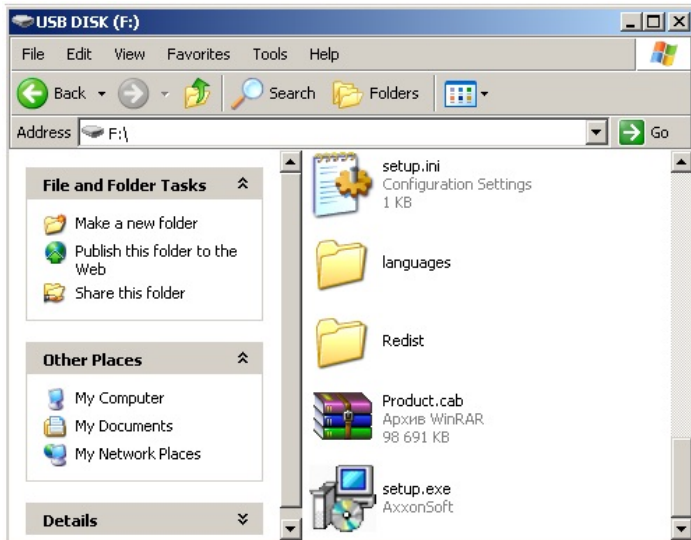 USB DISK (F:)
File Edit View Favorites Tools Help
Back Search Folders
Address F:\ Go
File and Folder Tasks
Make a new folder
Publish this folder to the
Web
Share this folder
Other Places
My Computer
My Documents
My Network Places
Details
setup.ini
Configuration Settings
1 KB
languages
Redist
Product.cab
Архив WinRAR
98 691 KB
setup.exe
AxxonSoft